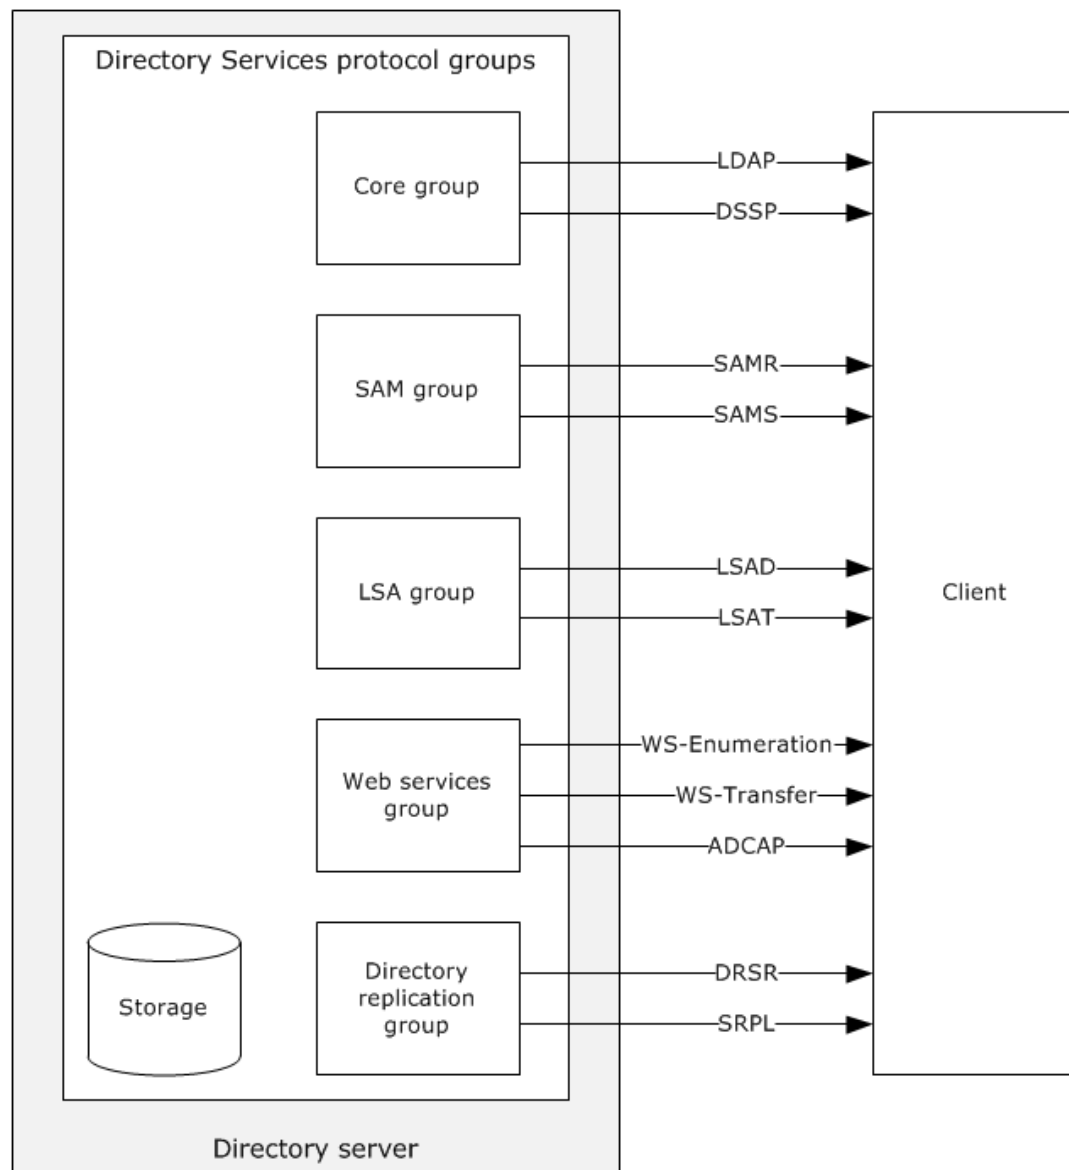 Directory Services protocol groups
Core group
LDAP
DSSP
SAM group
SAMR
SAMS
LSA group
LSAD
LSAT
Client
Web services
group
WS-Enumeration
WS-Transfer
ADCAP
Storage
Directory
replication
group
DRSR
SRPL
Directory server